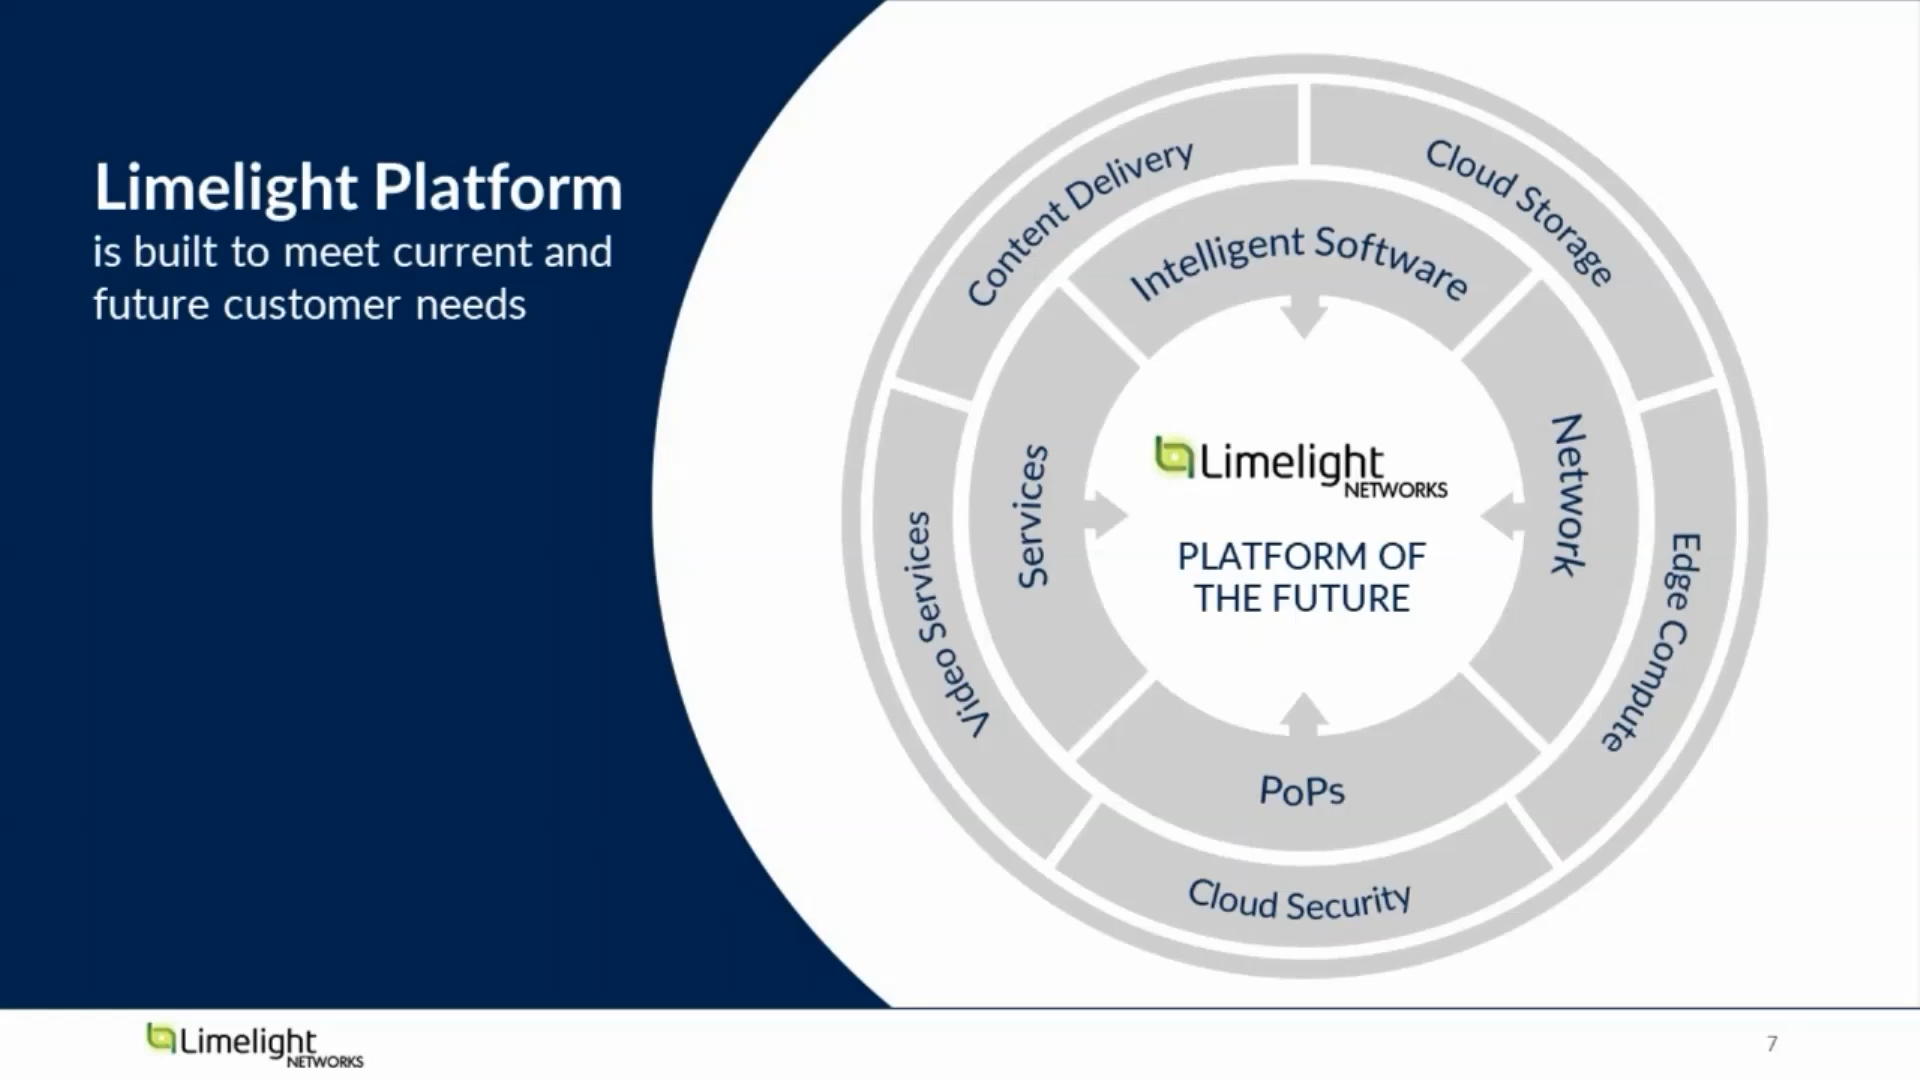 Limelight Platform
is built to meet current and
future customer needs
Content Delivery
Cloud Storage
Intelligent Software
Services
Network
Limelight
NETWORKS
PLATFORM OF
THE FUTURE
Video Services
Edge Compute
PoPs
Cloud Security
Limelight
NETWORKS
7